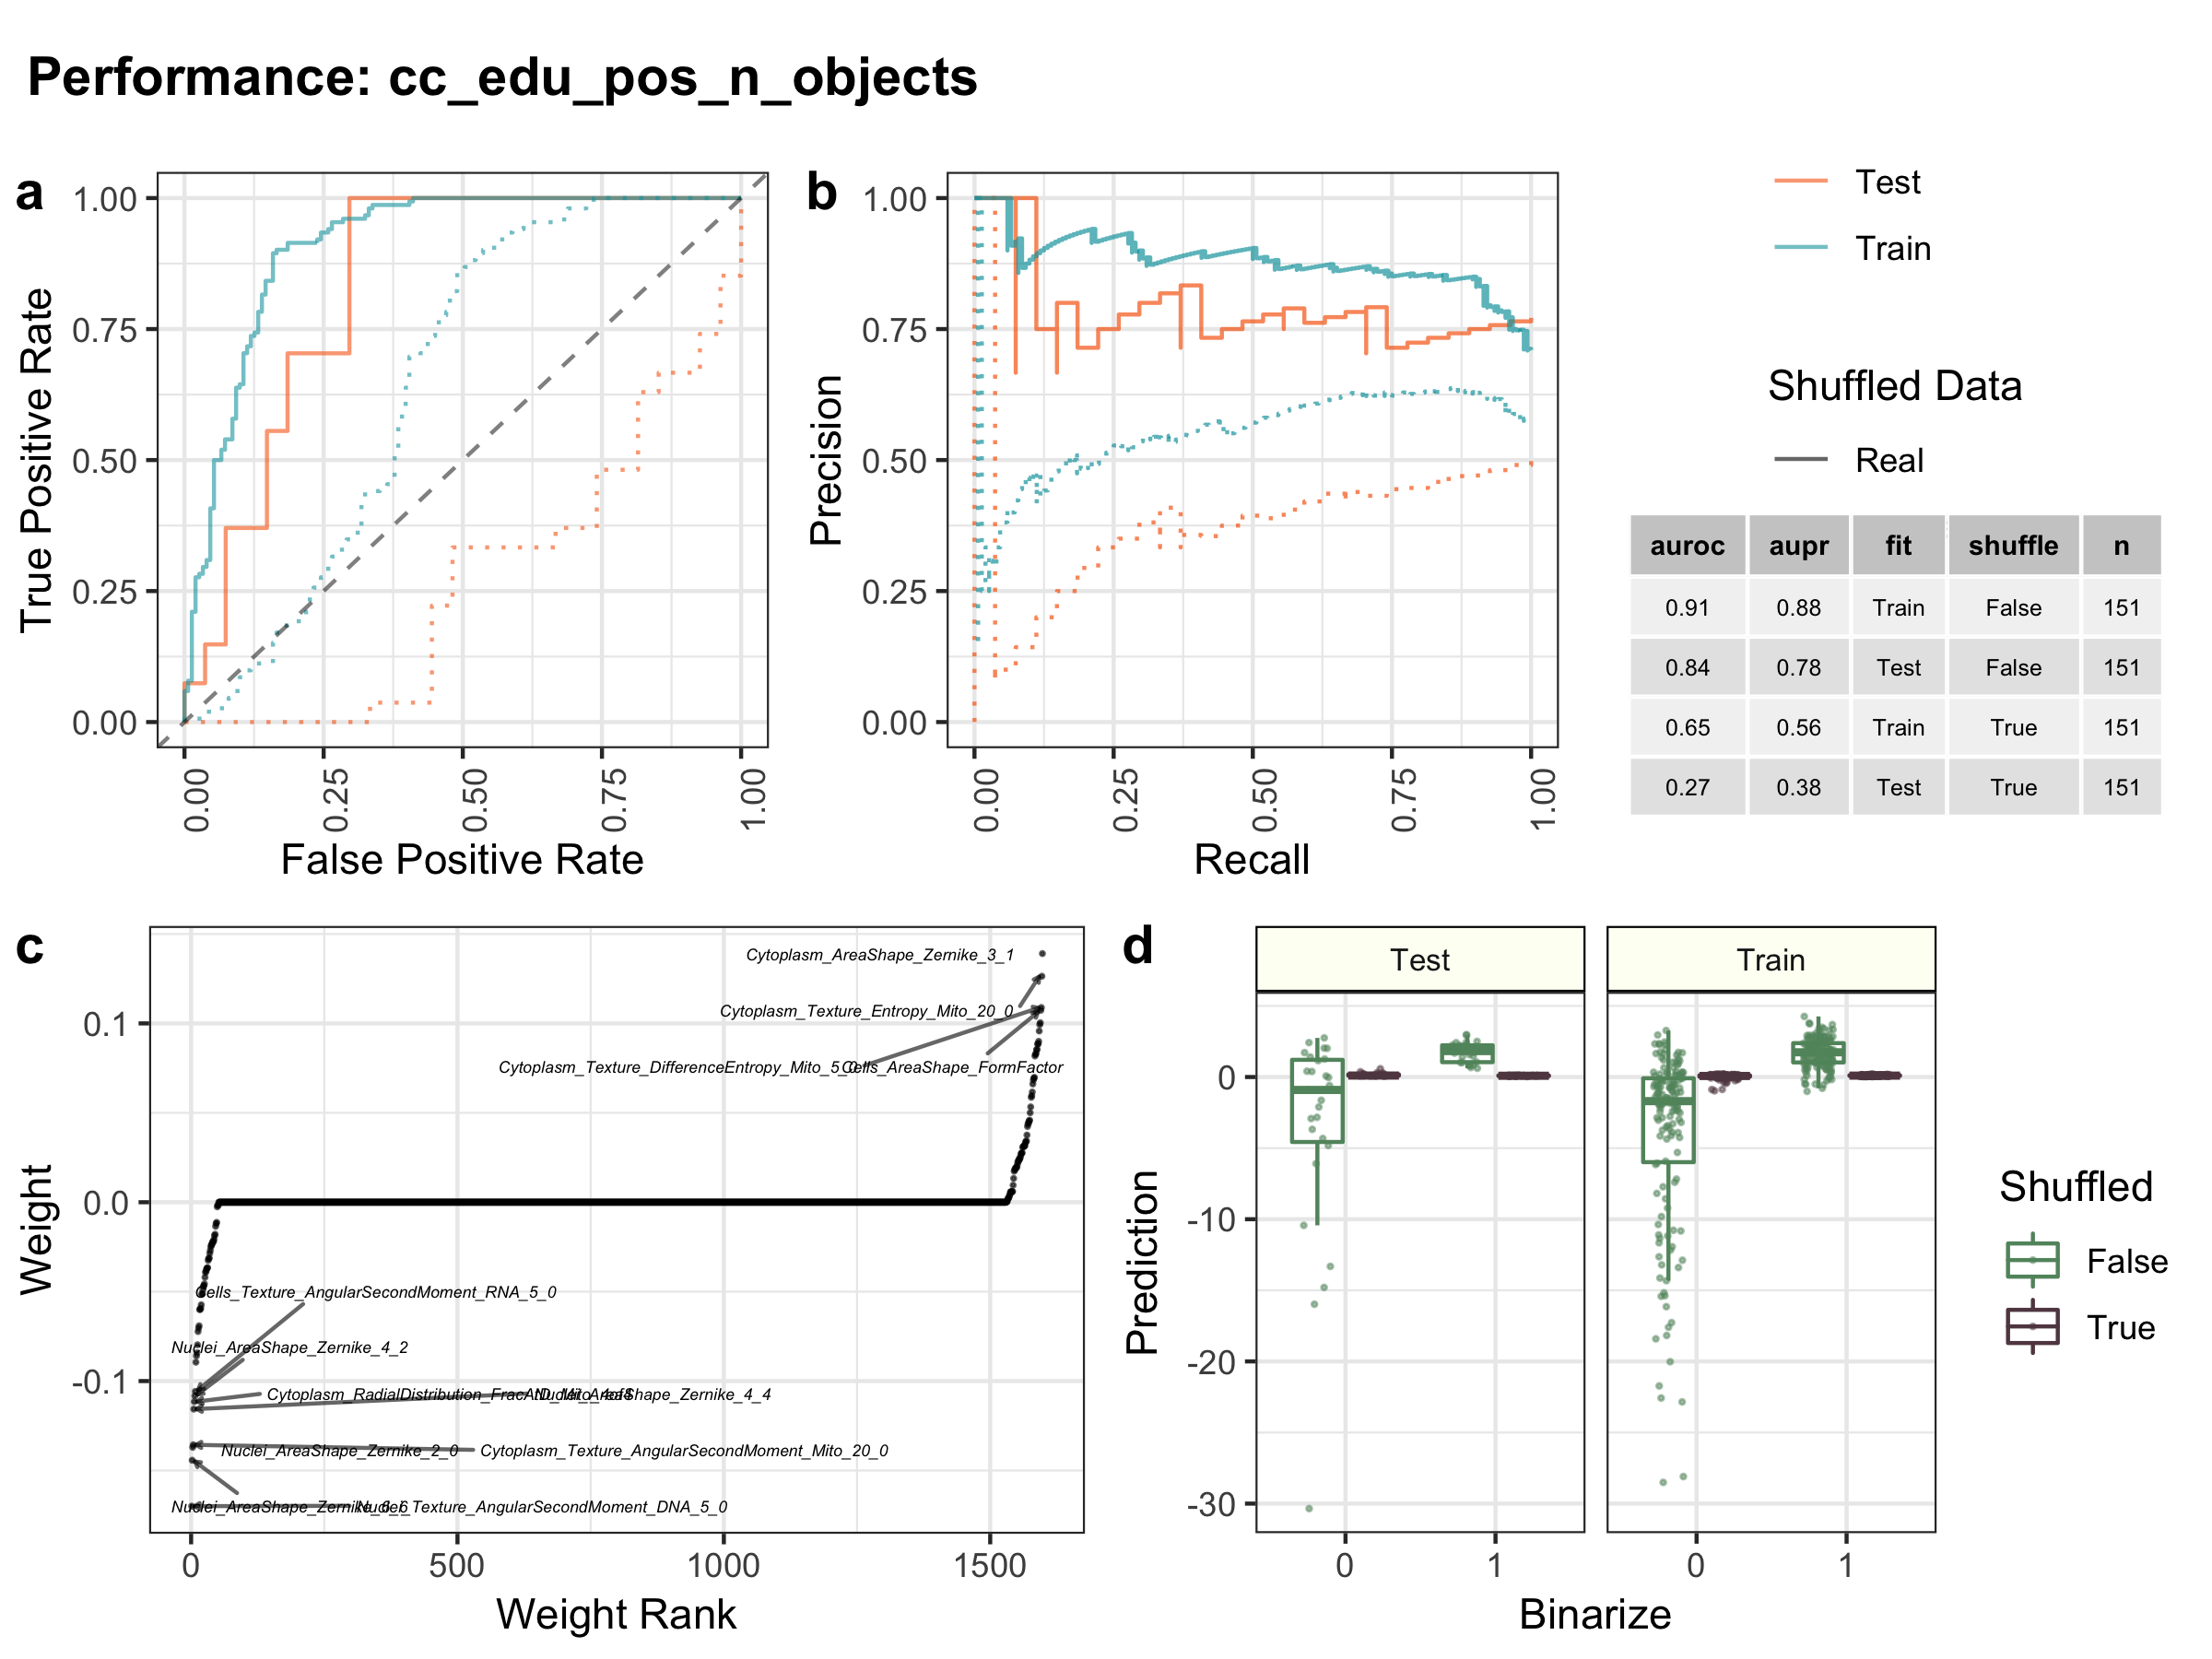 Performance: cc_edu_pos_n_objects
a
1.00
0.75
0.50
0.25
0.00
True Positive Rate
0.00
0.25
0.50
0.75
1.00
False Positive Rate
b
1.00
0.75
0.50
0.25
0.00
Precision
0.00
0.25
0.50
0.75
1.00
Recall
Test
Train
Shuffled Data
Real
auroc aupr fit shuffle n
0.91 0.88 Train False 151
0.84 0.78 Test False 151
0.65 0.56 Train True 151
0.27 0.38 Test True 151
c
0.1
0.0
-0.1
Weight
Cytoplasm_AreaShape_Zernike_3_1
Cytoplasm_Texture_Entropy_Mito_20_0
Cytoplasm_Texture_DifferenceEntropy_Mito_5_0
Cells_AreaShape_FormFactor
Cells_Texture_AngularSecondMoment_RNA_5_0
Nuclei_AreaShape_Zernike_4_2
Cytoplasm_RadialDistribution_FracAtD_Mito_4of4
Nuclei_AreaShape_Zernike_4_4
Nuclei_AreaShape_Zernike_2_0
Cytoplasm_Texture_AngularSecondMoment_Mito_20_0
Nuclei_AreaShape_Zernike_6_6
Nuclei_Texture_AngularSecondMoment_DNA_5_0
0
500
1000
1500
Weight Rank
d
Test
Train
0
-10
-20
-30
Prediction
0
1
0
1
Binarize
Shuffled
False
True